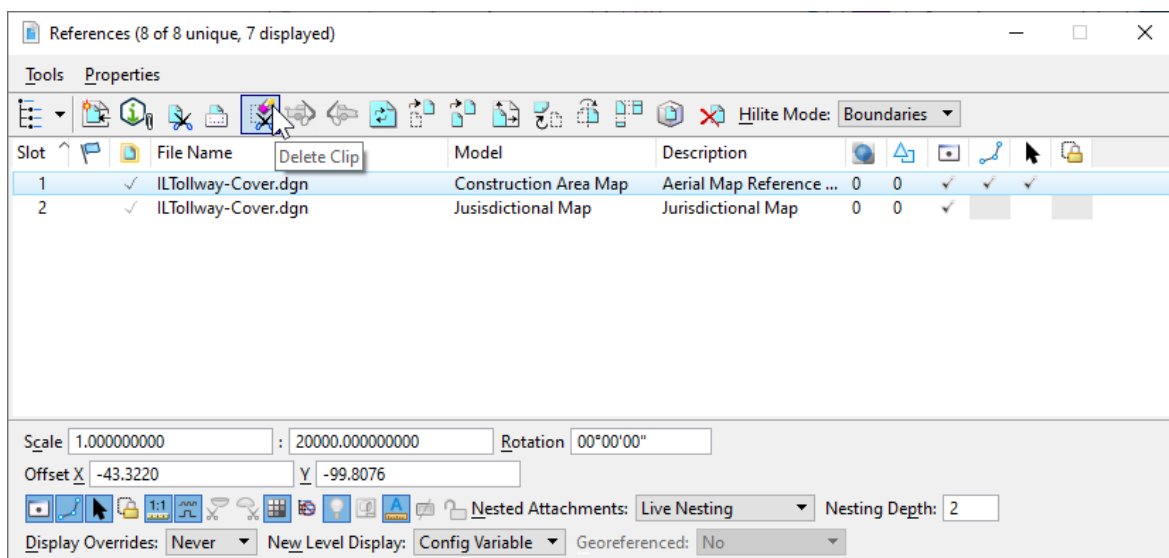 References (8 of 8 unique, 7 displayed)
Tools Properties
Hilite Mode: Boundaries
Slot File Name Model Description
Delete Clip
1 ILTollway-Cover.dgn Construction Area Map Aerial Map Reference ... 0 0
2 ILTollway-Cover.dgn Jusisdictional Map Jurisdictional Map 0 0
Scale 1.000000000 : 20000.000000000 Rotation 00°00'00"
Offset X -43.3220 Y -99.8076
1:1 A Nested Attachments: Live Nesting Nesting Depth: 2
Display Overrides: Never New Level Display: Config Variable Georeferenced: No